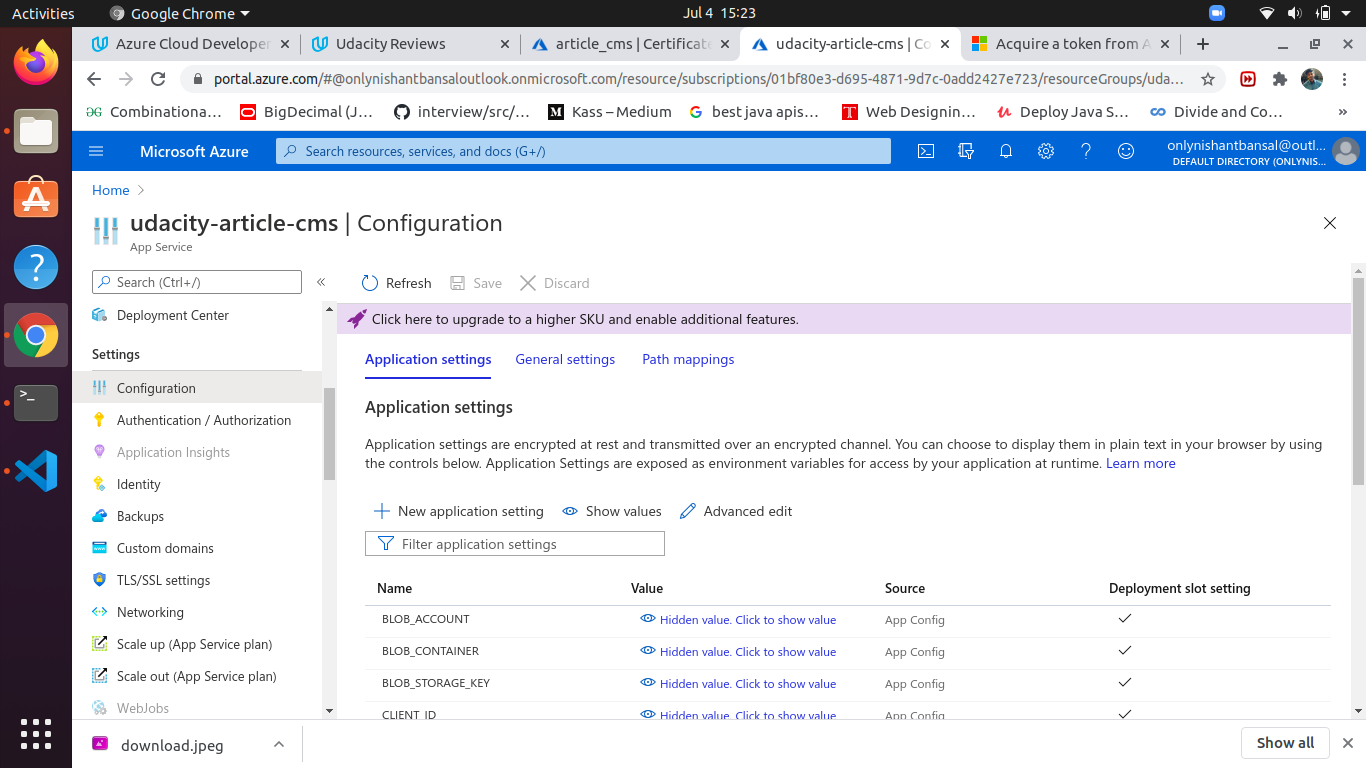 Activities
Google Chrome
Jul 4 15:23
Azure Cloud Developer
Udacity Reviews
article_cms | Certificate
udacity-article-cms | Co
Acquire a token from A
portal.azure.com/#@onlynishantbansaloutlook.onmicrosoft.com/resource/subscriptions/01bf80e3-d695-4871-9d7c-0add2427e723/resourceGroups/uda...
Combinationa...
BigDecimal (J...
interview/src/...
Kass – Medium
best java apis...
Web Designin...
Deploy Java S...
Divide and Co...
»
Microsoft Azure
Search resources, services, and docs (G+/)
onlynishantbansal@outl...
DEFAULT DIRECTORY (ONLYNIS...
Home
udacity-article-cms | Configuration
App Service
Search (Ctrl+/)
«
Refresh
Save
Discard
Deployment Center
Click here to upgrade to a higher SKU and enable additional features.
Settings
Configuration
Authentication / Authorization
Application Insights
Identity
Backups
Custom domains
TLS/SSL settings
Networking
Scale up (App Service plan)
Scale out (App Service plan)
WebJobs
Application settings
General settings
Path mappings
Application settings
Application settings are encrypted at rest and transmitted over an encrypted channel. You can choose to display them in plain text in your browser by using
the controls below. Application Settings are exposed as environment variables for access by your application at runtime. Learn more
New application setting
Show values
Advanced edit
Filter application settings
Name Value Source Deployment slot setting
BLOB_ACCOUNT Hidden value. Click to show value App Config
BLOB_CONTAINER Hidden value. Click to show value App Config
BLOB_STORAGE_KEY Hidden value. Click to show value App Config
CLIENT_ID Hidden value. Click to show value App Config
download.jpeg
Show all